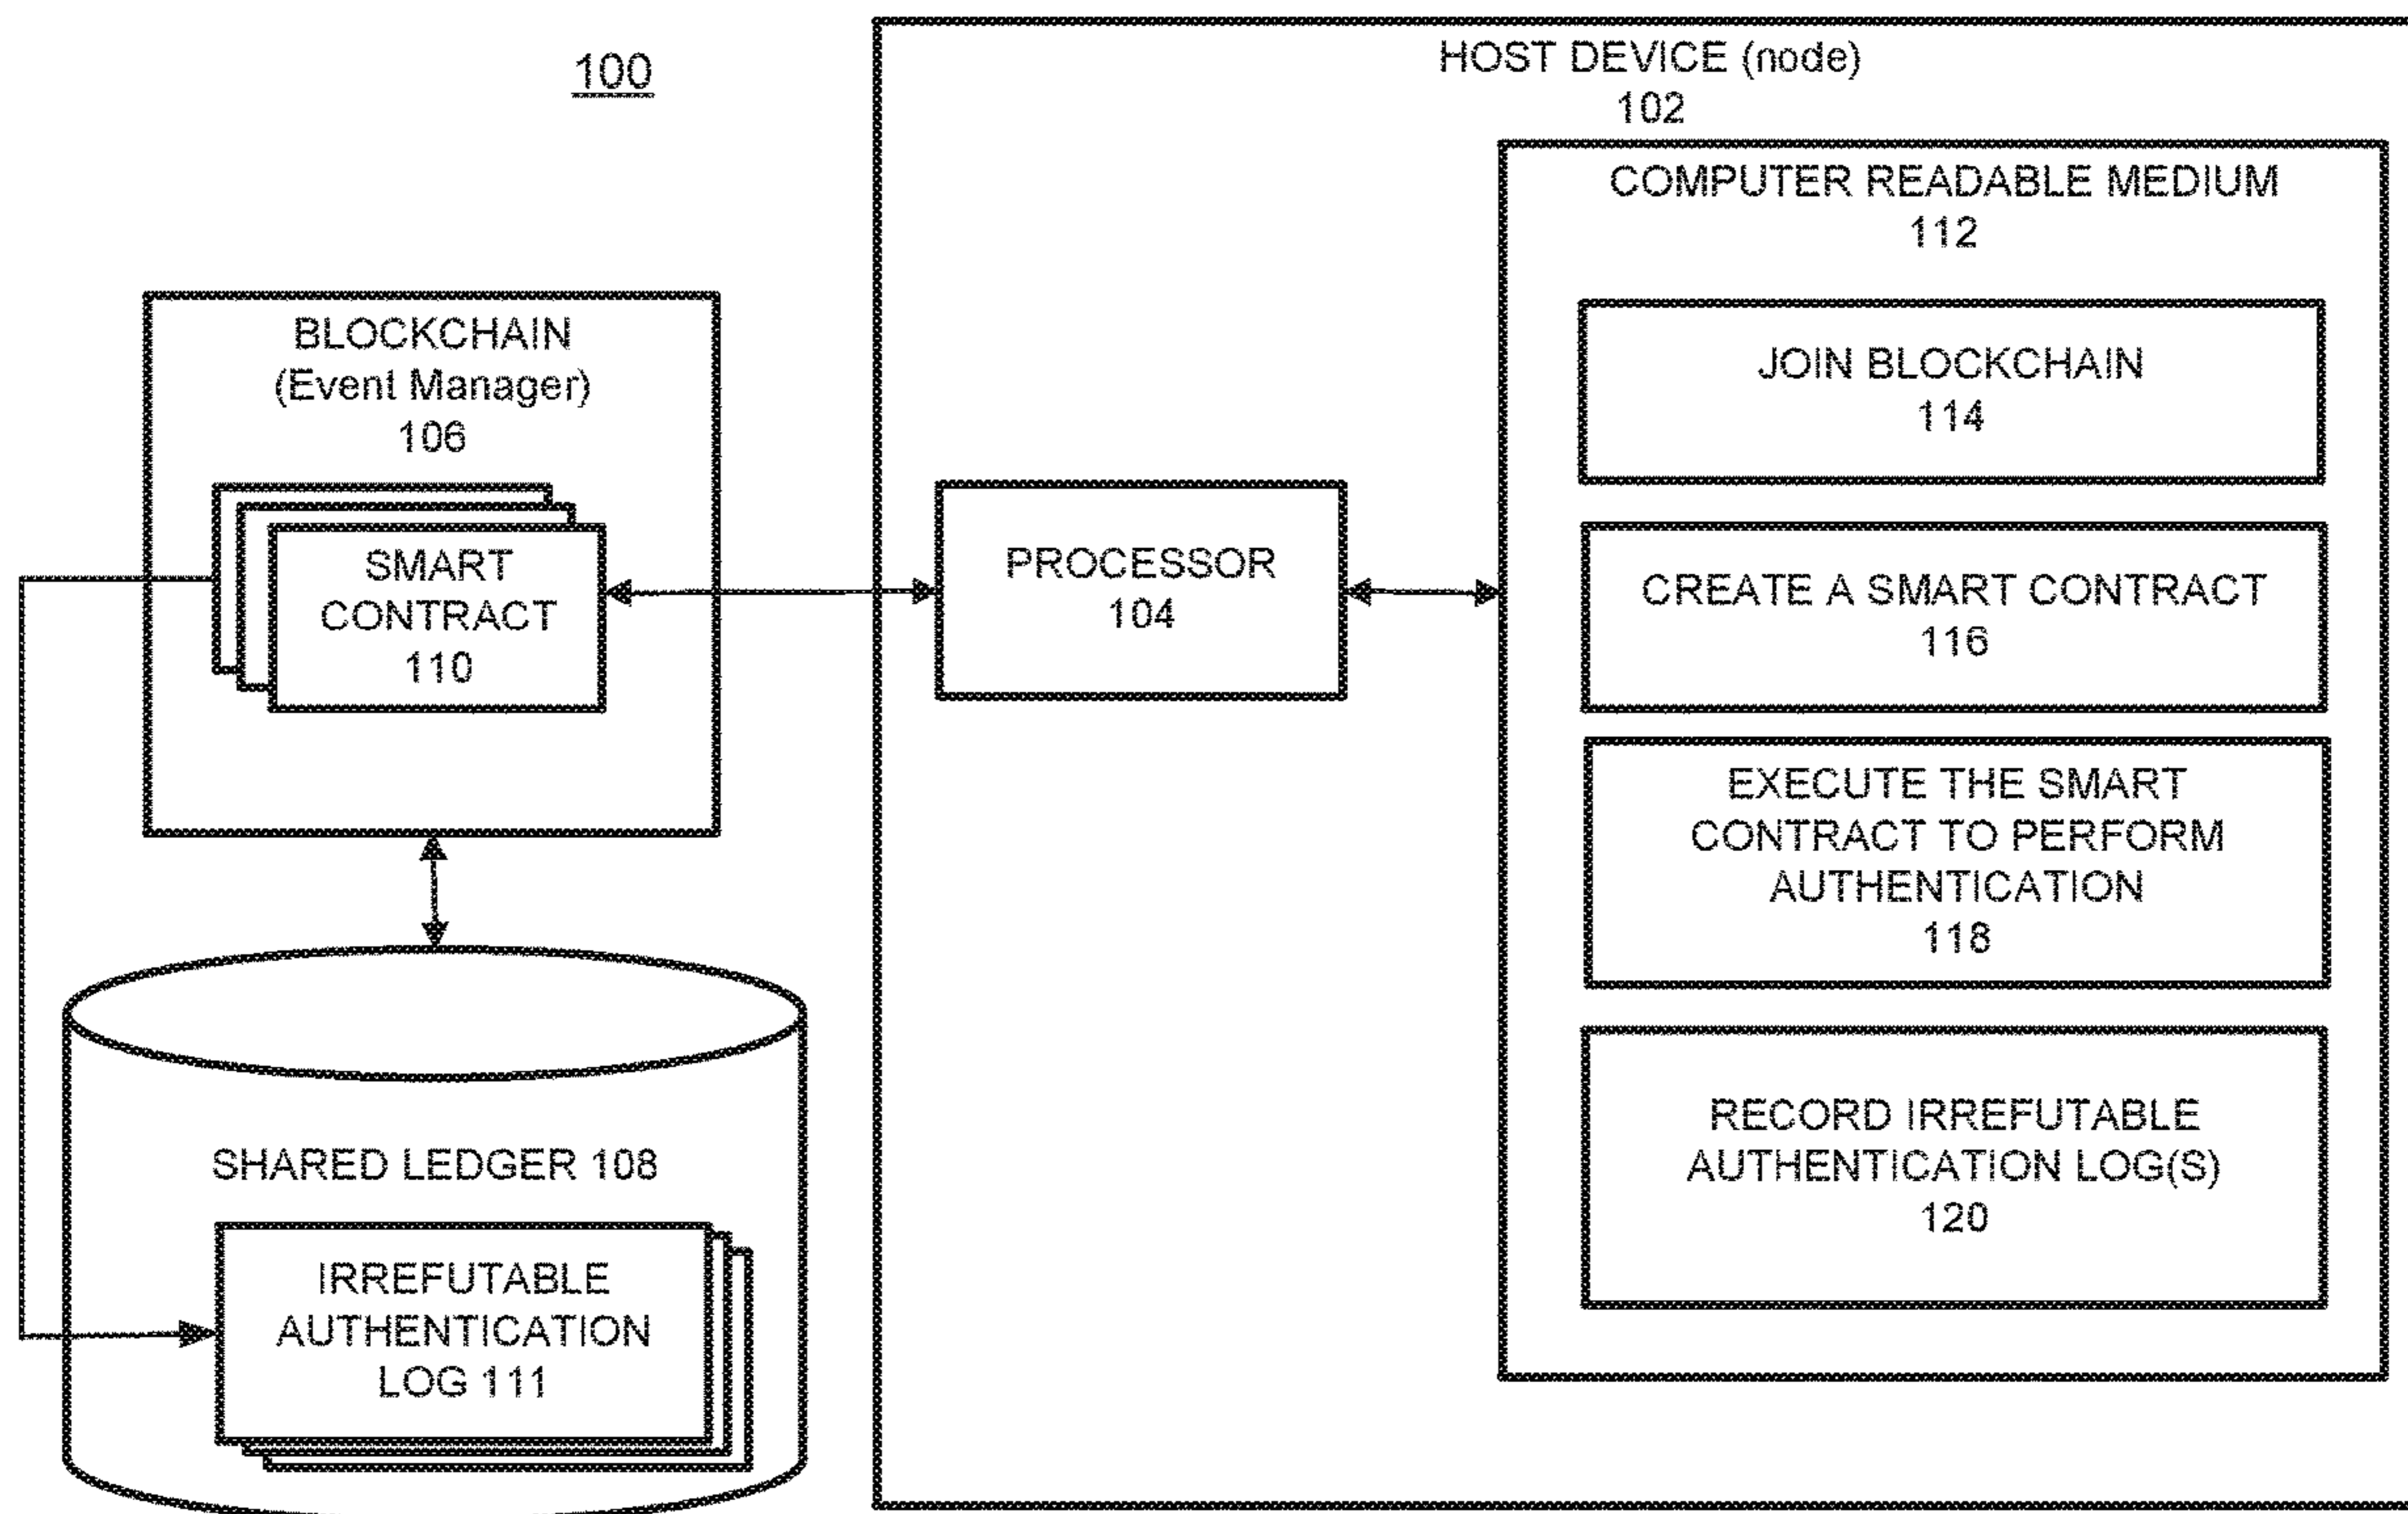 100
HOST DEVICE (node)
102
COMPUTER READABLE MEDIUM
112
BLOCKCHAIN
(Event Manager)
106
SMART
CONTRACT
110
PROCESSOR
104
JOIN BLOCKCHAIN
114
CREATE A SMART CONTRACT
116
EXECUTE THE SMART
CONTRACT TO PERFORM
AUTHENTICATION
118
RECORD IRREFUTABLE
AUTHENTICATION LOG(S)
120
SHARED LEDGER 108
IRREFUTABLE
AUTHENTICATION
LOG 111